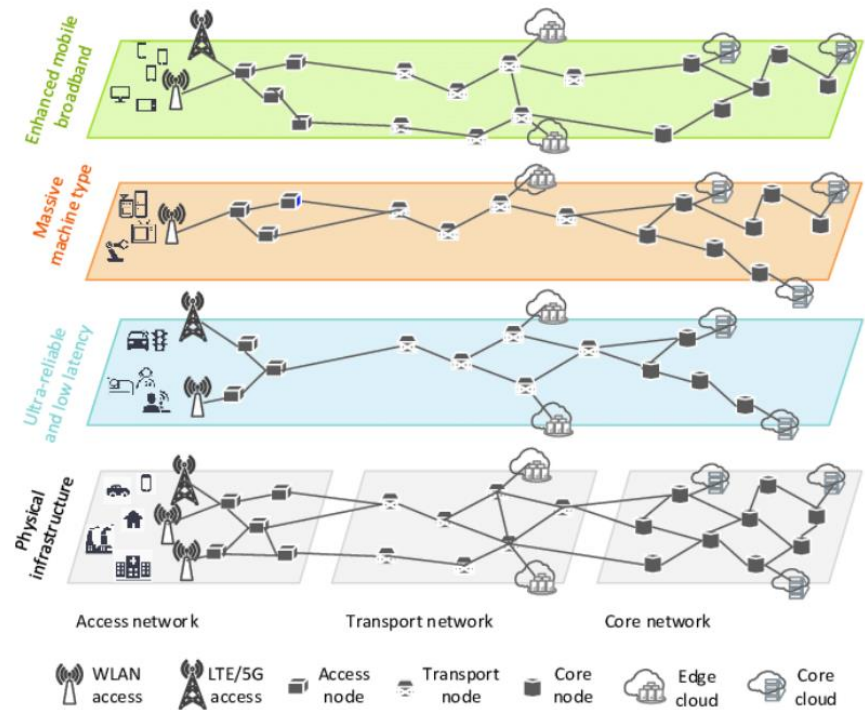 Enhanced mobile
broadband
Massive
machine type
Ultra-reliable
and low latency
Physical
infrastructure
Access network
Transport network
Core network
WLAN
access
LTE/5G
access
Access
node
Transport
node
Core
node
Edge
cloud
Core
cloud